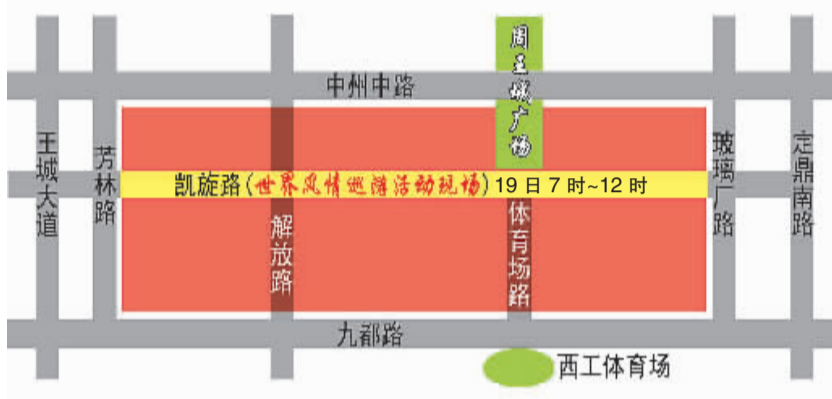 周王城广场
中州中路
王城大道
芳林路
凯旋路(世界风情巡游活动现场)19日7时~12时
玻璃厂路
定鼎南路
解放路
体育场路
九都路
西工体育场